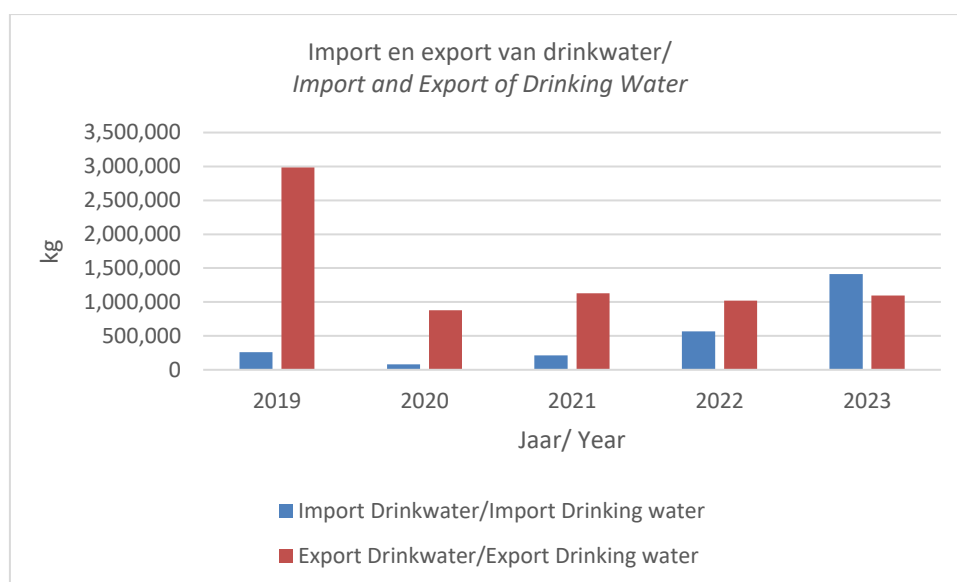 Import en export van drinkwater/
Import and Export of Drinking Water
3,500,000
3,000,000
2,500,000
2,000,000
1,500,000
1,000,000
500,000
0
kg
2019 2020 2021 2022 2023
Jaar/ Year
Import Drinkwater/Import Drinking water
Export Drinkwater/Export Drinking water